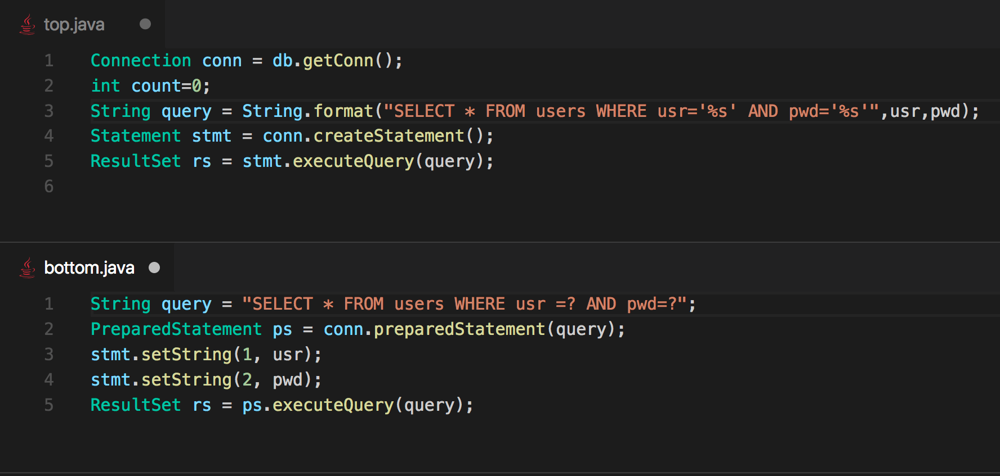 top.java
1 Connection conn = db.getConn();
2 int count=0;
3 String query = String.format("SELECT * FROM users WHERE usr='%s' AND pwd='%s'",usr,pwd);
4 Statement stmt = conn.createStatement();
5 ResultSet rs = stmt.executeQuery(query);
6
bottom.java
1 String query = "SELECT * FROM users WHERE usr =? AND pwd=?";
2 PreparedStatement ps = conn.preparedStatement(query);
3 stmt.setString(1, usr);
4 stmt.setString(2, pwd);
5 ResultSet rs = ps.executeQuery(query);